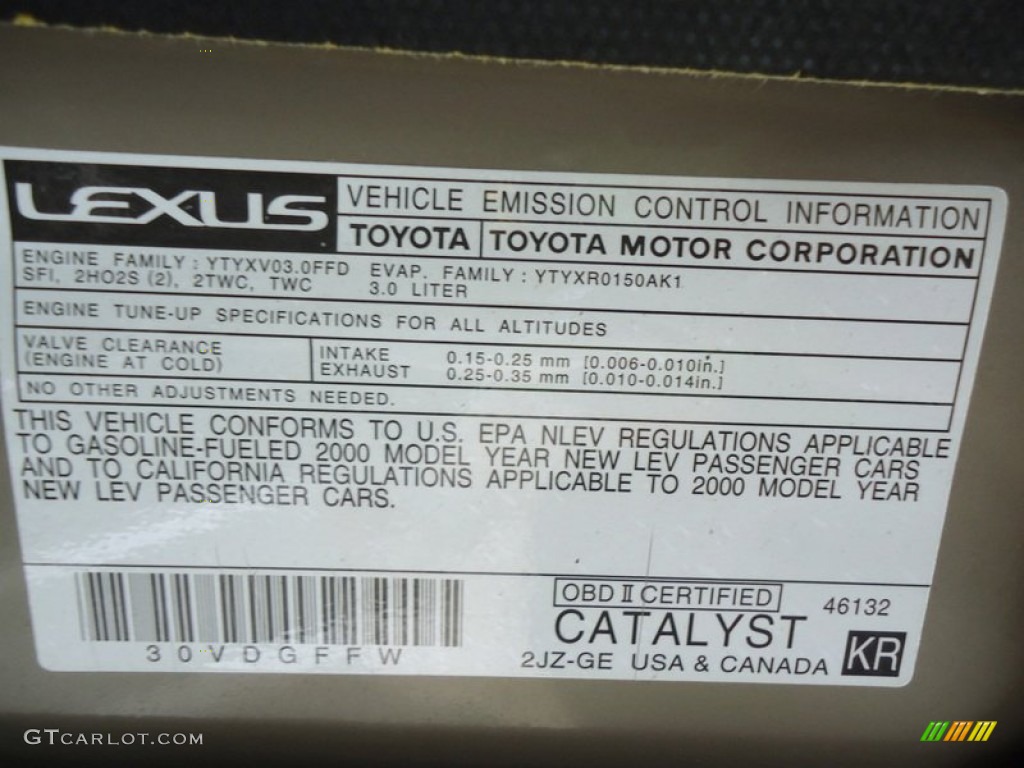 LEXUS
VEHICLE EMISSION CONTROL INFORMATION
TOYOTA TOYOTA MOTOR CORPORATION
ENGINE FAMILY : YTYXV03.0FFD EVAP. FAMILY : YTYXR0150AK1
SFI, 2HO2S (2), 2TWC, TWC 3.0 LITER
ENGINE TUNE-UP SPECIFICATIONS FOR ALL ALTITUDES
VALVE CLEARANCE INTAKE 0.15-0.25 mm [0.006-0.010in.]
(ENGINE AT COLD) EXHAUST 0.25-0.35 mm [0.010-0.014in.]
NO OTHER ADJUSTMENTS NEEDED.
THIS VEHICLE CONFORMS TO U.S. EPA NLEV REGULATIONS APPLICABLE
TO GASOLINE-FUELED 2000 MODEL YEAR NEW LEV PASSENGER CARS
AND TO CALIFORNIA REGULATIONS APPLICABLE TO 2000 MODEL YEAR
NEW LEV PASSENGER CARS.
OBD II CERTIFIED 46132
CATALYST
30VDGFFW 2JZ-GE USA & CANADA KR
GTCARLOT.COM